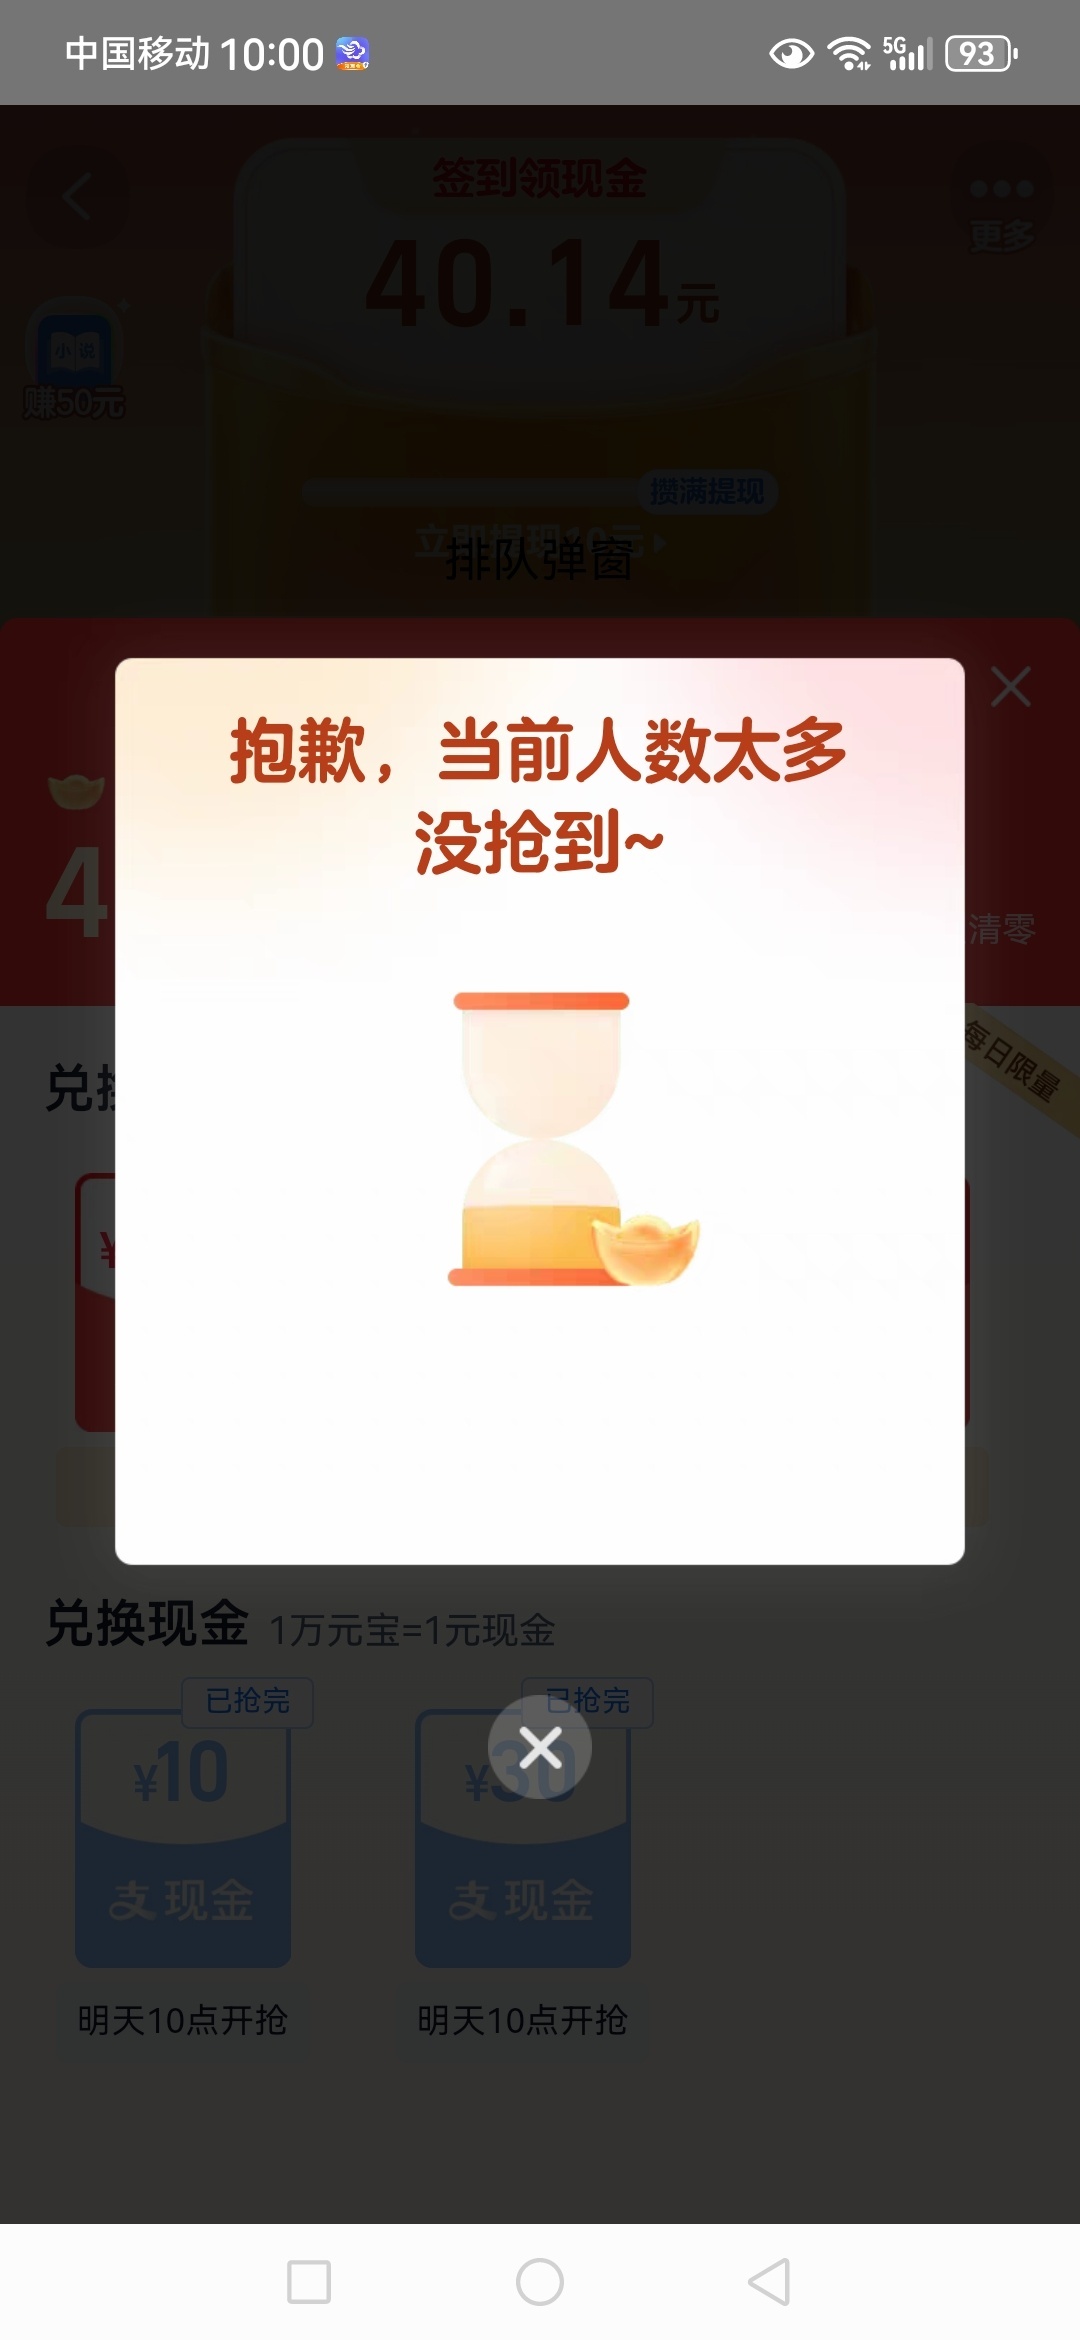 中国移动 10:00
5G 93
签到领现金
更多
40.14元
小说
赚50元
攒满提现
立即提现10元
排队弹窗
抱歉，当前人数太多
没抢到~
4
清零
每日限量
兑换
¥
兑换现金 1万元宝=1元现金
已抢完 已抢完
¥10 ¥30
支现金 支现金
明天10点开抢 明天10点开抢